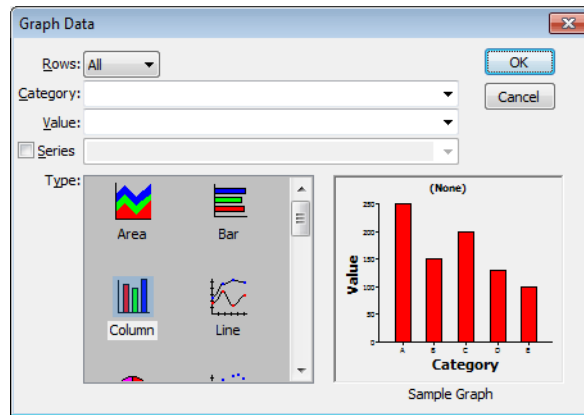 Graph Data
Rows: All
OK
Category:
Cancel
Value:
Series
Type:
Area
Bar
Column
Line
(None)
250
200
150
100
50
0
Value
A B C D E
Category
Sample Graph